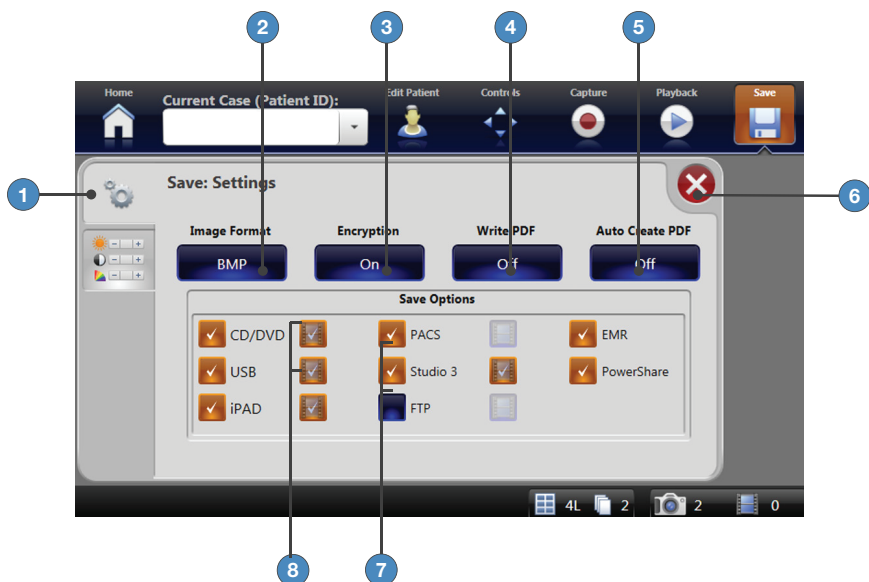 2 3 4 5
Home Edit Patient Controls Capture Playback Save
Current Case (Patient ID):
1 Save: Settings 6
Image Format Encryption Write PDF Auto Create PDF
BMP On Off Off
Save Options
CD/DVD PACS EMR
USB Studio 3 PowerShare
iPAD FTP
4L 2 2 0
8 7